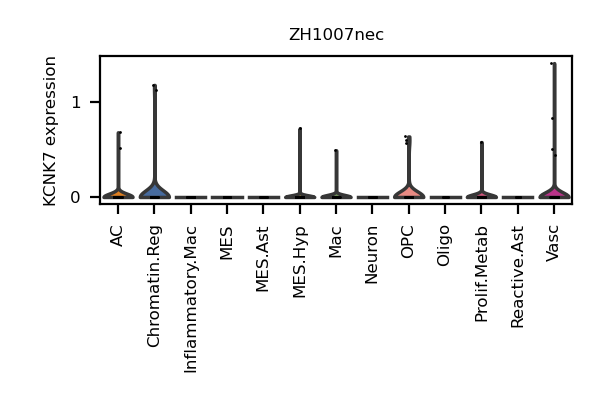 ZH1007nec
KCNK7 expression
1
0
AC
Chromatin.Reg
Inflammatory.Mac
MES
MES.Ast
MES.Hyp
Mac
Neuron
OPC
Oligo
Prolif.Metab
Reactive.Ast
Vasc